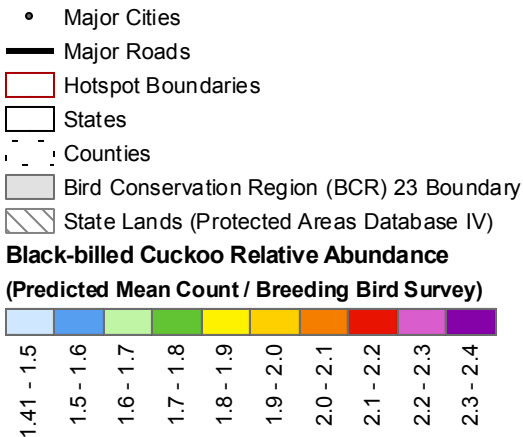 Major Cities
Major Roads
Hotspot Boundaries
States
Counties
Bird Conservation Region (BCR) 23 Boundary
State Lands (Protected Areas Database IV)
Black-billed Cuckoo Relative Abundance
(Predicted Mean Count / Breeding Bird Survey)
1.41 - 1.5
1.5 - 1.6
1.6 - 1.7
1.7 - 1.8
1.8 - 1.9
1.9 - 2.0
2.0 - 2.1
2.1 - 2.2
2.2 - 2.3
2.3 - 2.4